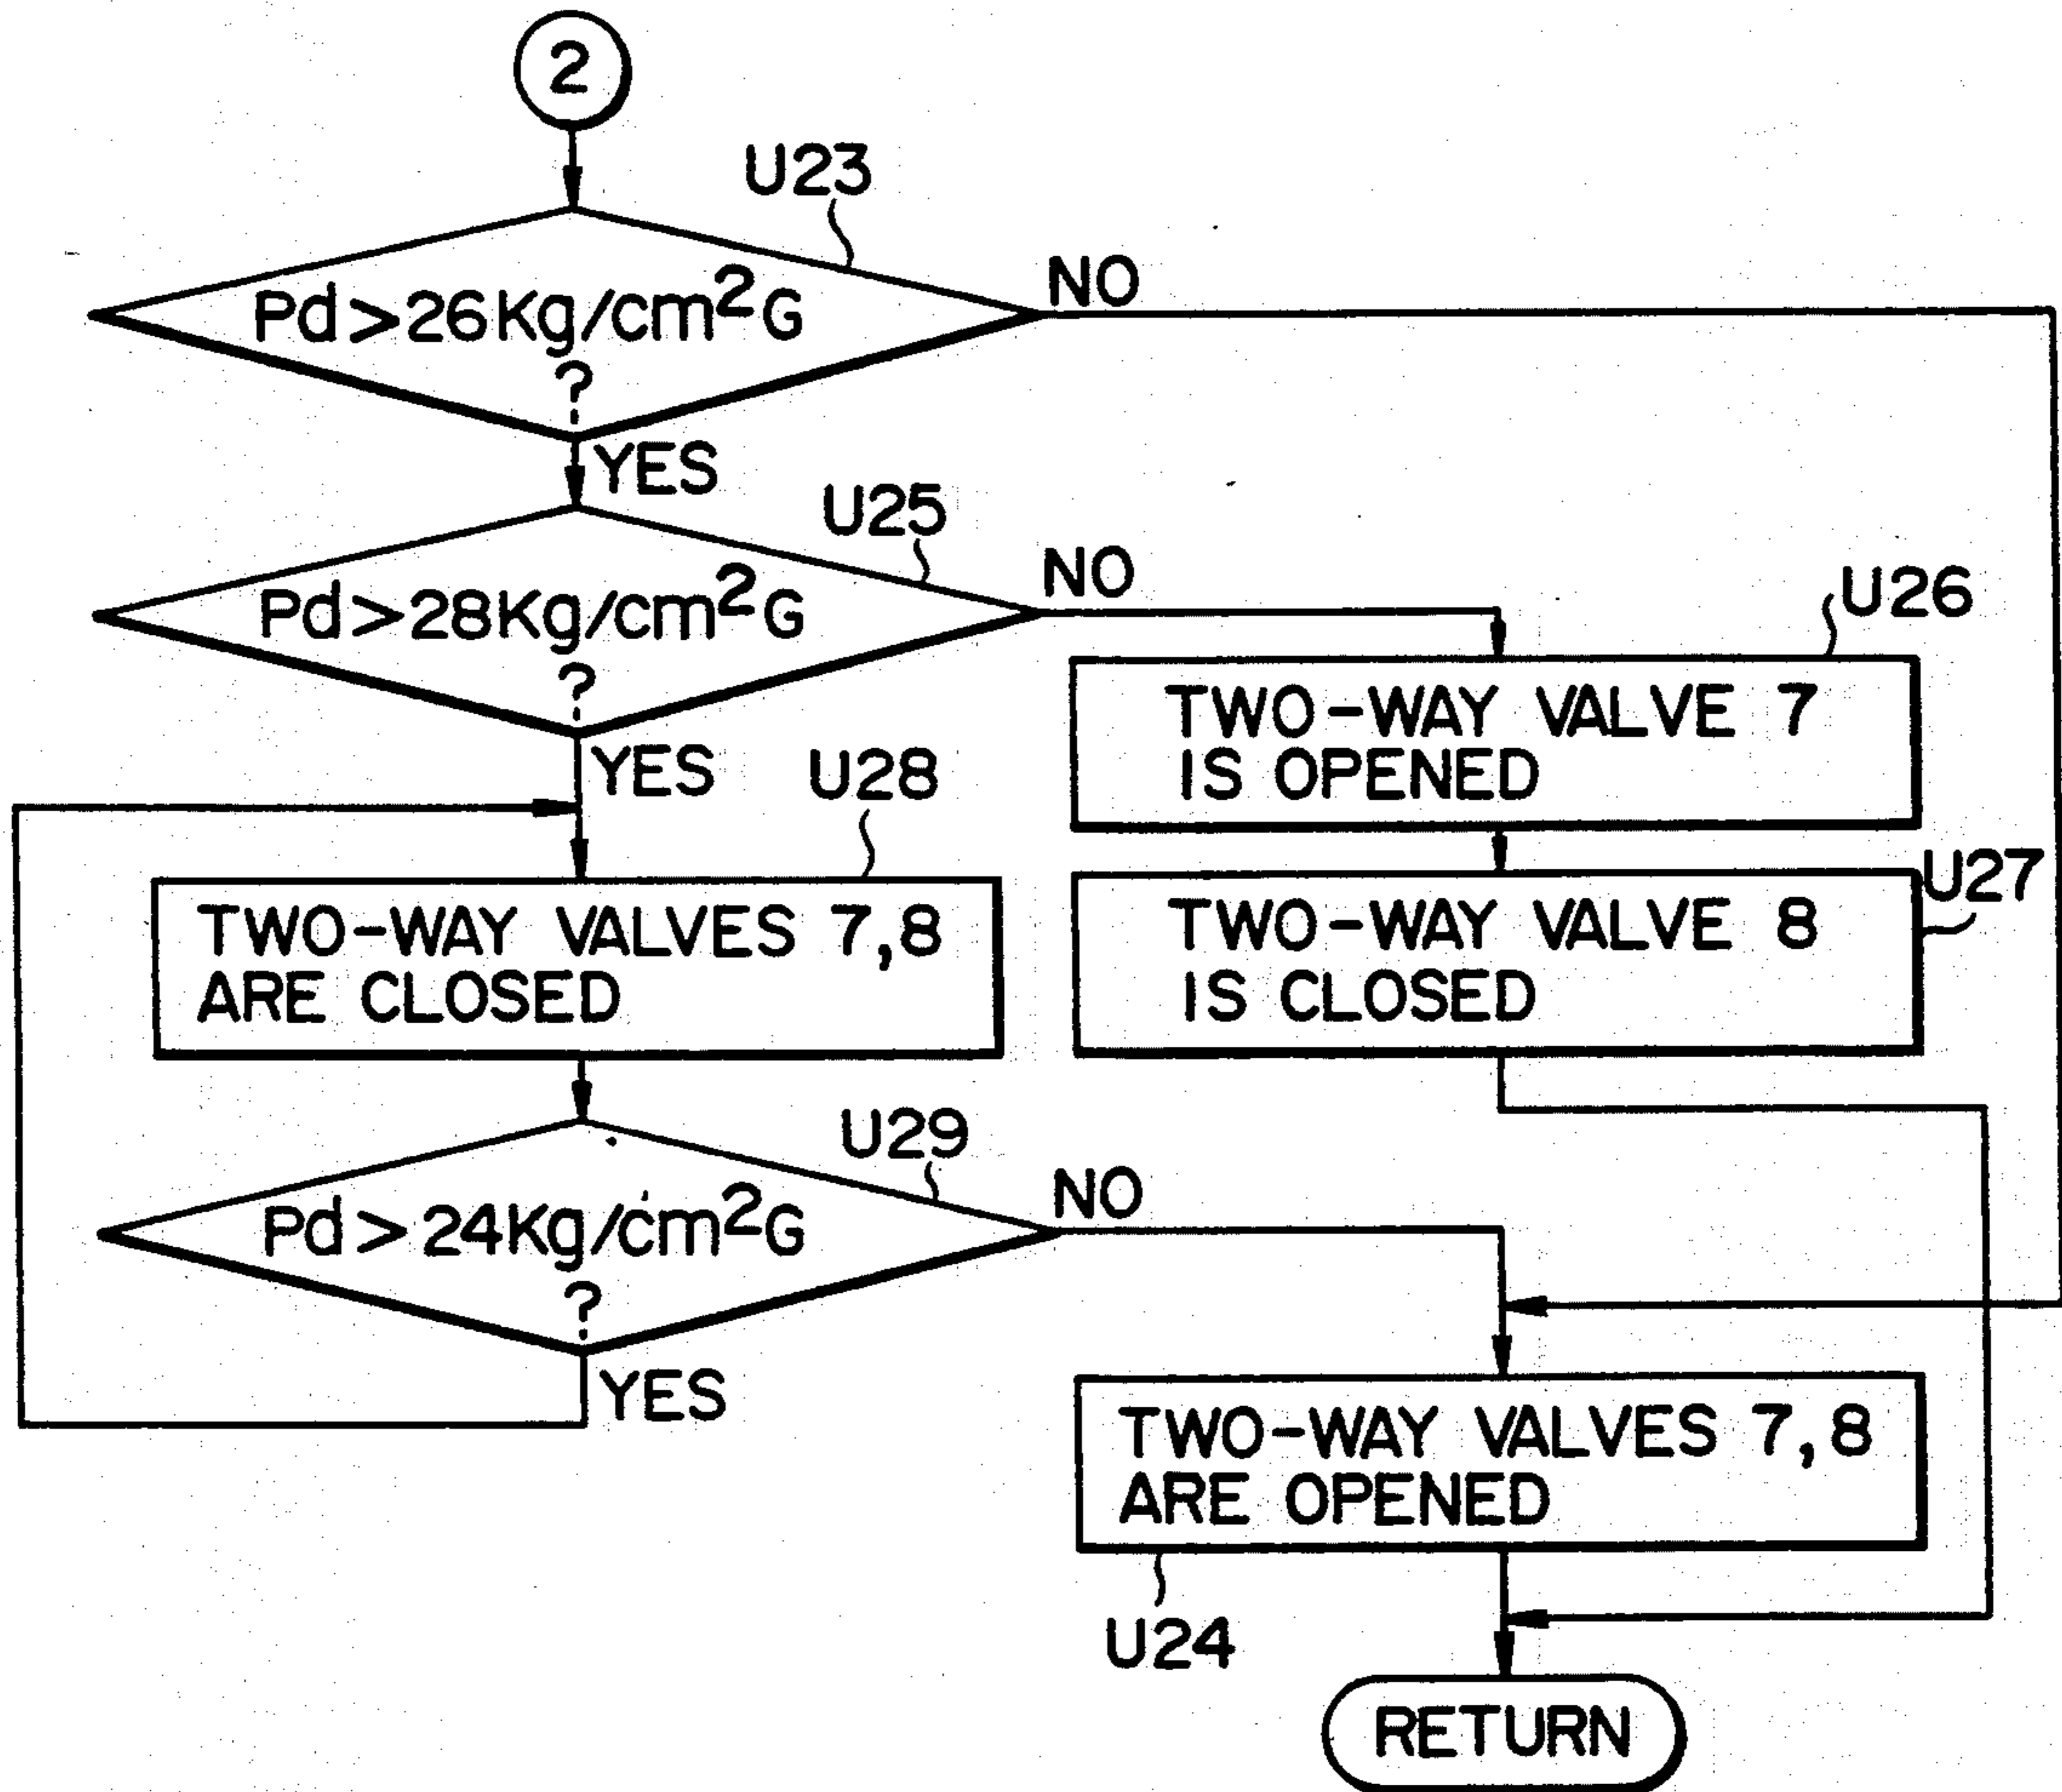 2
U23
Pd>26Kg/cm²G
?
NO
YES
U25
Pd>28Kg/cm²G
?
NO
YES
U26
TWO-WAY VALVE 7
IS OPENED
U27
TWO-WAY VALVE 8
IS CLOSED
U28
TWO-WAY VALVES 7,8
ARE CLOSED
U29
Pd>24Kg/cm²G
?
NO
YES
TWO-WAY VALVES 7,8
ARE OPENED
U24
RETURN